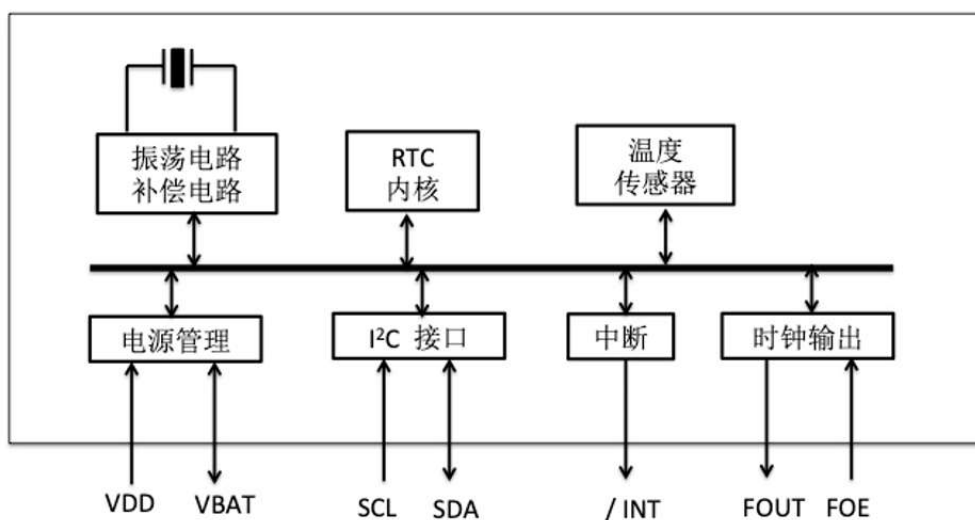 振荡电路
补偿电路
RTC
内核
温度
传感器
电源管理
I²C 接口
中断
时钟输出
VDD
VBAT
SCL
SDA
/ INT
FOUT
FOE